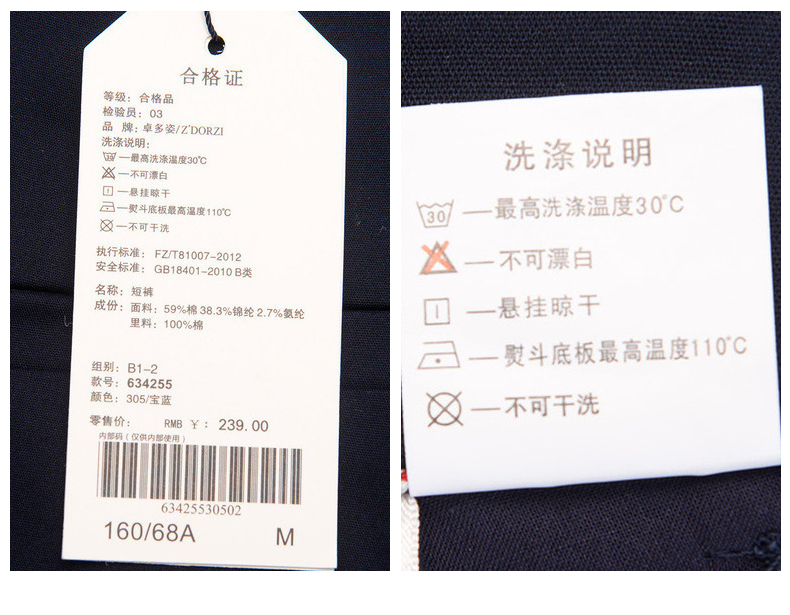 合格证
等级：合格品
检验员：03
品 牌：卓多姿/Z'DORZI
洗涤说明：
30 —最高洗涤温度30℃
—不可漂白
—悬挂晾干
—熨斗底板最高温度110℃
—不可干洗
执行标准： FZ/T81007-2012
安全标准： GB18401-2010 B类
名称：短裤
成份：面料：59%棉 38.3%锦纶 2.7%氨纶
里料：100%棉
组别：B1-2
款号：634255
颜色：305/宝蓝
零售价： RMB ￥： 239.00
内部码（仅供内部使用）
63425530502
160/68A M
洗涤说明
30 —最高洗涤温度30℃
—不可漂白
—悬挂晾干
—熨斗底板最高温度110℃
—不可干洗